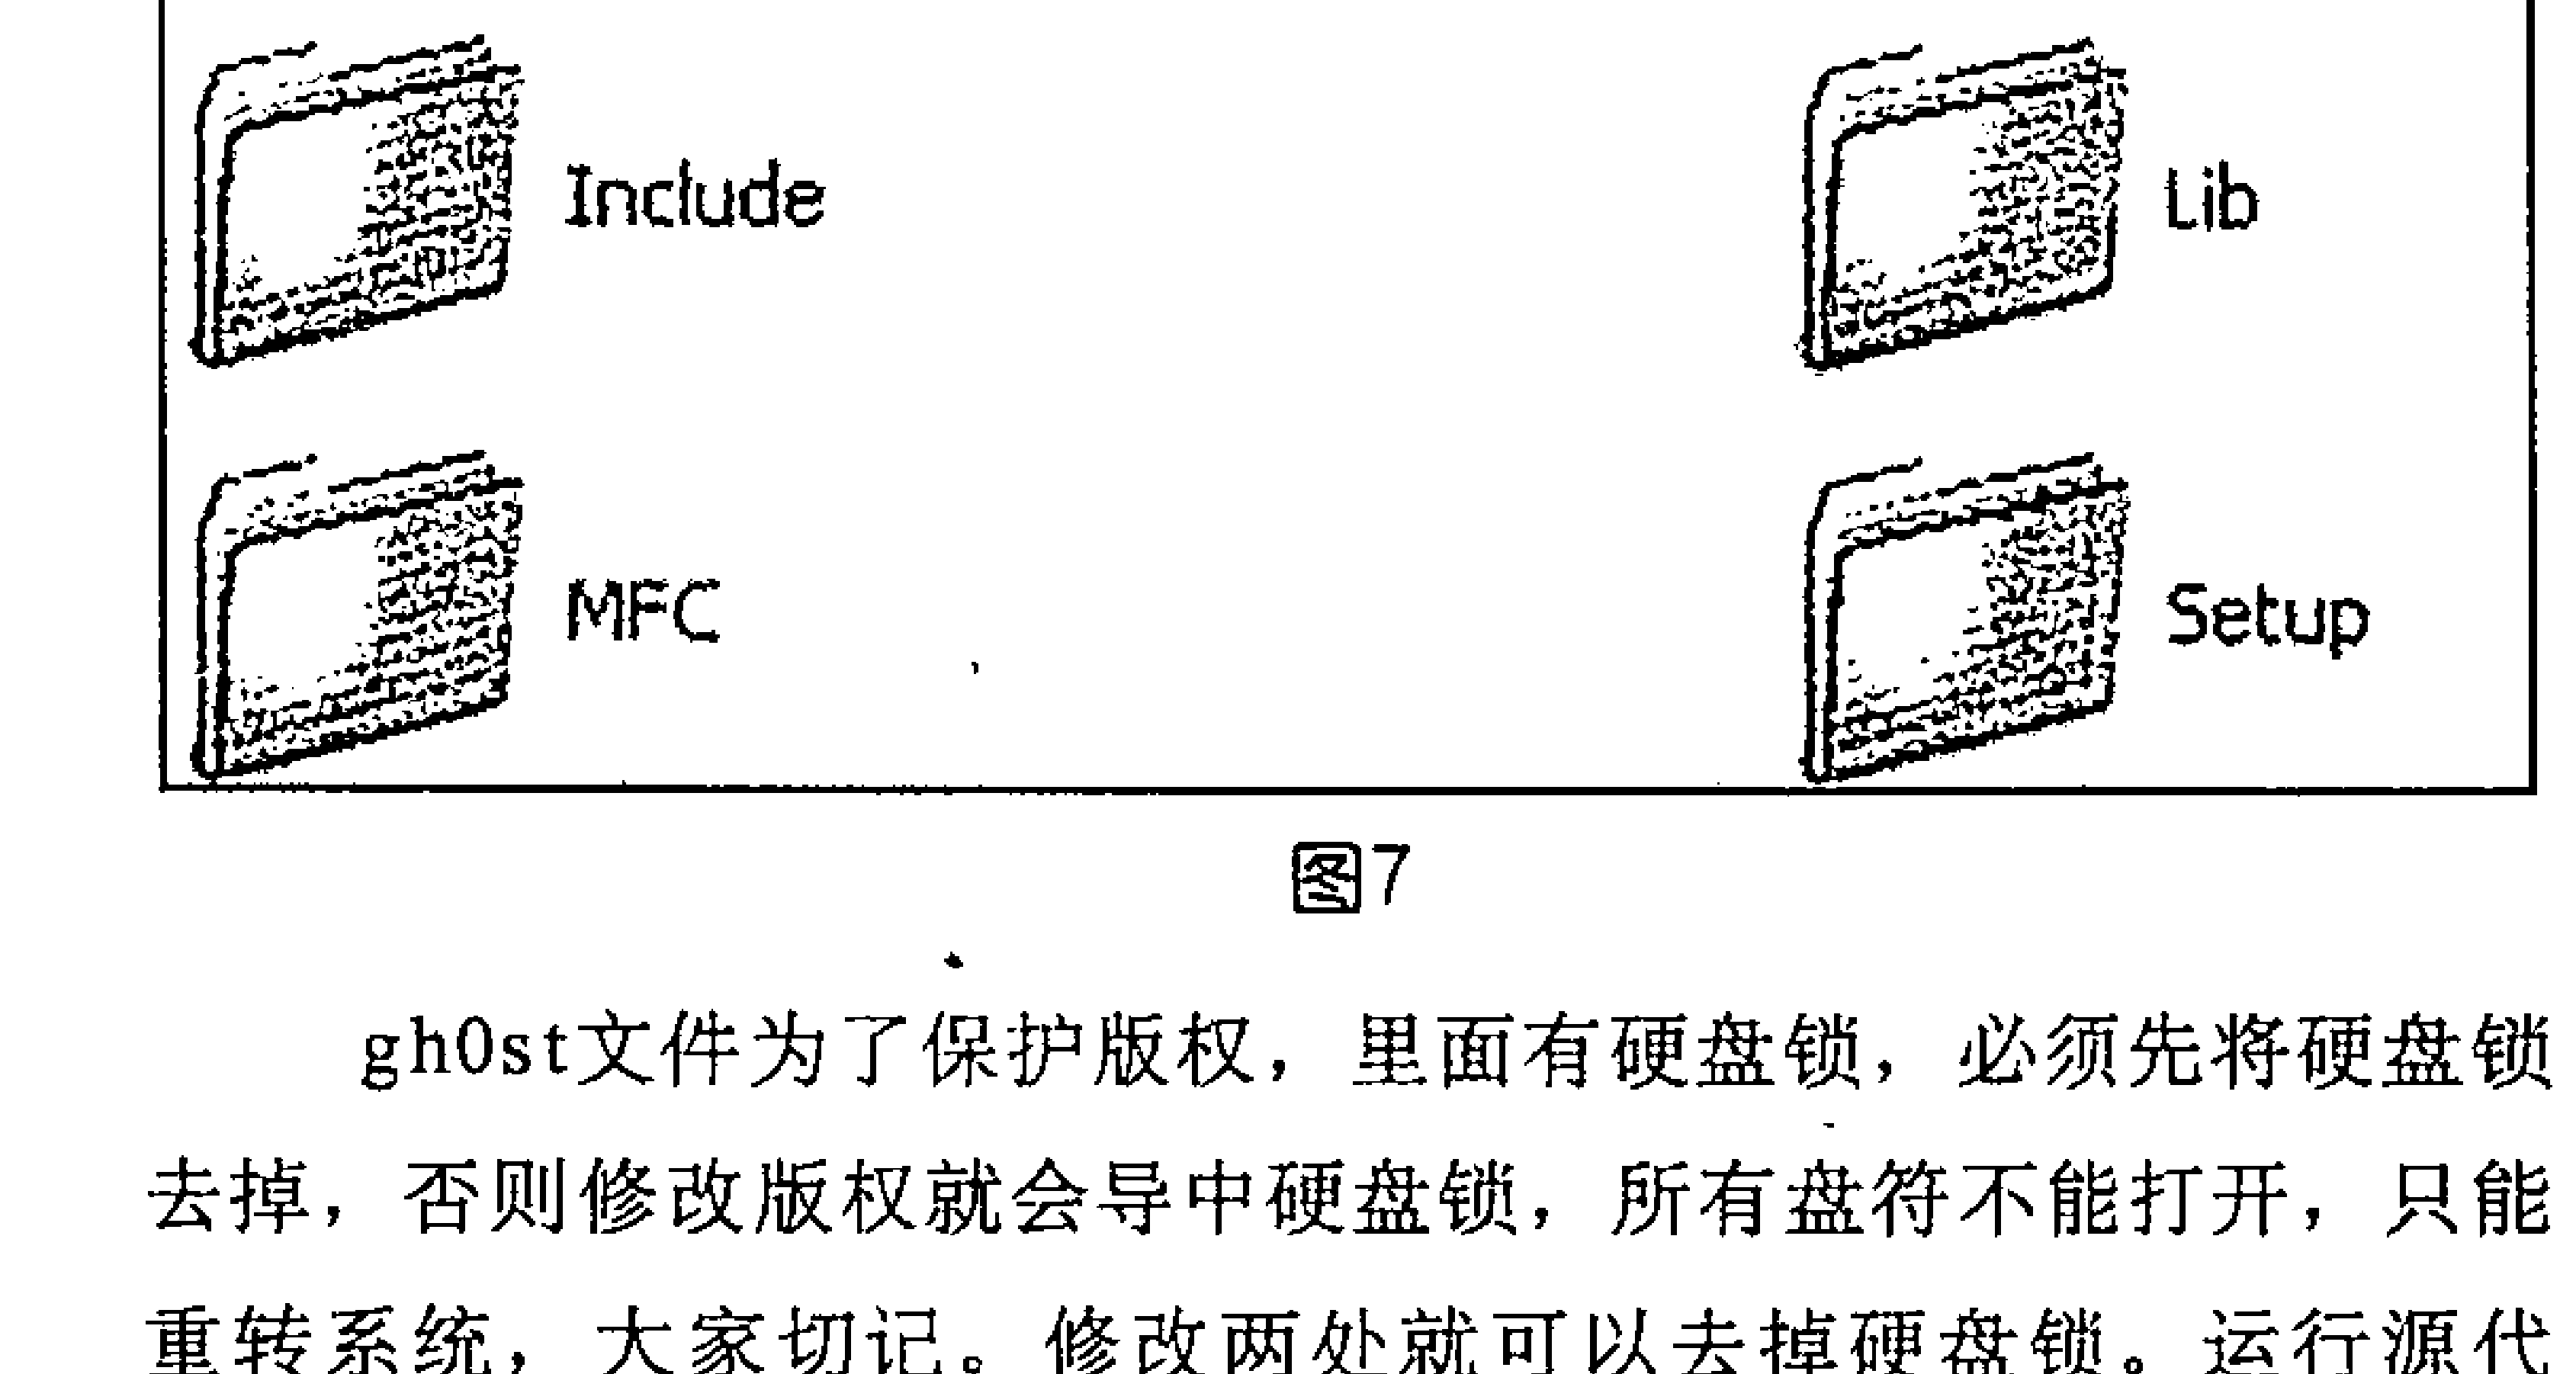 Include
Lib
MFC
Setup
图7
gh0st文件为了保护版权，里面有硬盘锁，必须先将硬盘锁
去掉，否则修改版权就会导中硬盘锁，所有盘符不能打开，只能
重转系统，大家切记。修改两处就可以去掉硬盘锁。运行源代